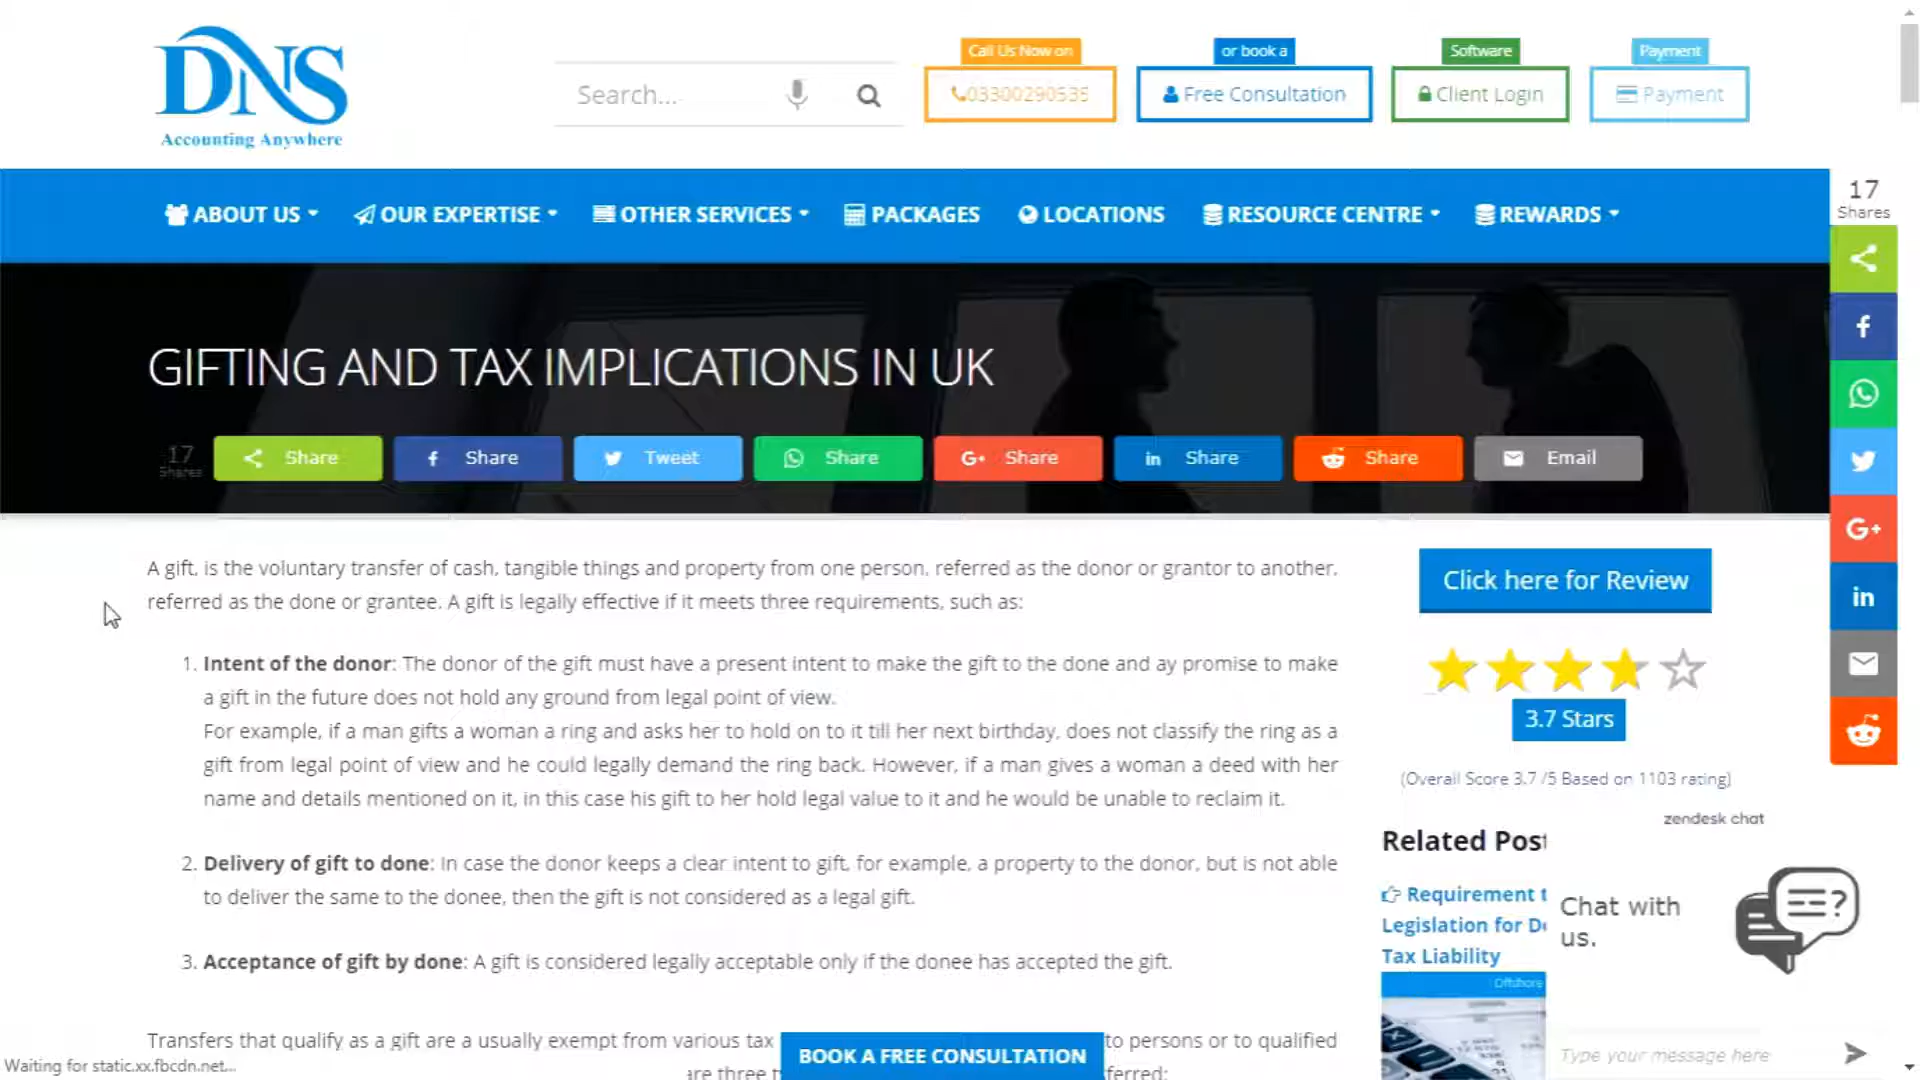 DNS
Accounting Anywhere
Search...
Call Us Now on
03300290535
or book a
Free Consultation
Software
Client Login
Payment
Payment
ABOUT US
OUR EXPERTISE
OTHER SERVICES
PACKAGES
LOCATIONS
RESOURCE CENTRE
REWARDS
17
Shares
GIFTING AND TAX IMPLICATIONS IN UK
17
Shares
Share
Share
Tweet
Share
G+ Share
in Share
Share
Email
G+
in
A gift, is the voluntary transfer of cash, tangible things and property from one person, referred as the donor or grantor to another,
referred as the done or grantee. A gift is legally effective if it meets three requirements, such as:
1. Intent of the donor: The donor of the gift must have a present intent to make the gift to the done and ay promise to make
a gift in the future does not hold any ground from legal point of view.
For example, if a man gifts a woman a ring and asks her to hold on to it till her next birthday, does not classify the ring as a
gift from legal point of view and he could legally demand the ring back. However, if a man gives a woman a deed with her
name and details mentioned on it, in this case his gift to her hold legal value to it and he would be unable to reclaim it.
2. Delivery of gift to done: In case the donor keeps a clear intent to gift, for example, a property to the donor, but is not able
to deliver the same to the donee, then the gift is not considered as a legal gift.
3. Acceptance of gift by done: A gift is considered legally acceptable only if the donee has accepted the gift.
Transfers that qualify as a gift are a usually exempt from various tax
to persons or to qualified
are three
ferred:
BOOK A FREE CONSULTATION
Waiting for static.xx.fbcdn.net...
Click here for Review
3.7 Stars
(Overall Score 3.7 /5 Based on 1103 rating)
zendesk chat
Related Post
Requirement t
Legislation for D
Tax Liability
Offshore
Chat with
us.
Type your message here